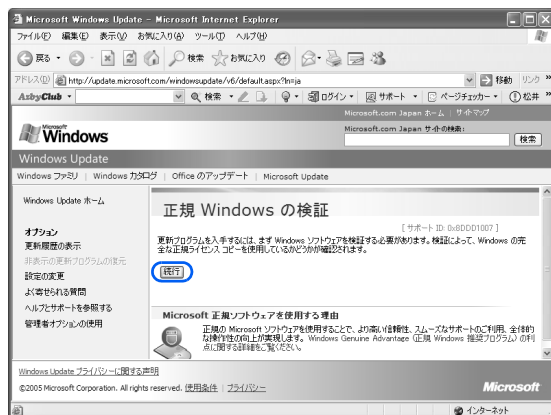 Microsoft Windows Update - Microsoft Internet Explorer
ファイル(F) 編集(E) 表示(V) お気に入り(A) ツール(T) ヘルプ(H)
戻る 検索 お気に入り
アドレス(D) http://update.microsoft.com/windowsupdate/v6/default.aspx?ln=ja 移動 リンク »
AzbyClub 検索 ログイン サポート ページチェッカー 松井 »
Microsoft.com Japan ホーム | サイトマップ
Microsoft Windows
Microsoft.com Japan サイトの検索:
検索
Windows Update
Windows ファミリ | Windows カタログ | Office のアップデート | Microsoft Update
Windows Update ホーム
オプション
更新履歴の表示
非表示の更新プログラムの復元
設定の変更
よく寄せられる質問
ヘルプとサポートを参照する
管理者オプションの使用
正規 Windows の検証
[ サポート ID: 0x8DDD1007 ]
更新プログラムを入手するには、まず Windows ソフトウェアを検証する必要があります。検証によって、Windows の完
全な正規ライセンス コピーを使用しているかどうかが確認されます。
続行
Microsoft 正規ソフトウェアを使用する理由
正規の Microsoft ソフトウェアを使用することで、より高い信頼性、スムーズなサポートのご利用、全体的
な操作性の向上が実現します。Windows Genuine Advantage (正規 Windows 推奨プログラム) の利
点に関する詳細をご覧ください。
Windows Update プライバシーに関する声明
©2005 Microsoft Corporation. All rights reserved. 使用条件 | プライバシー
Microsoft
インターネット